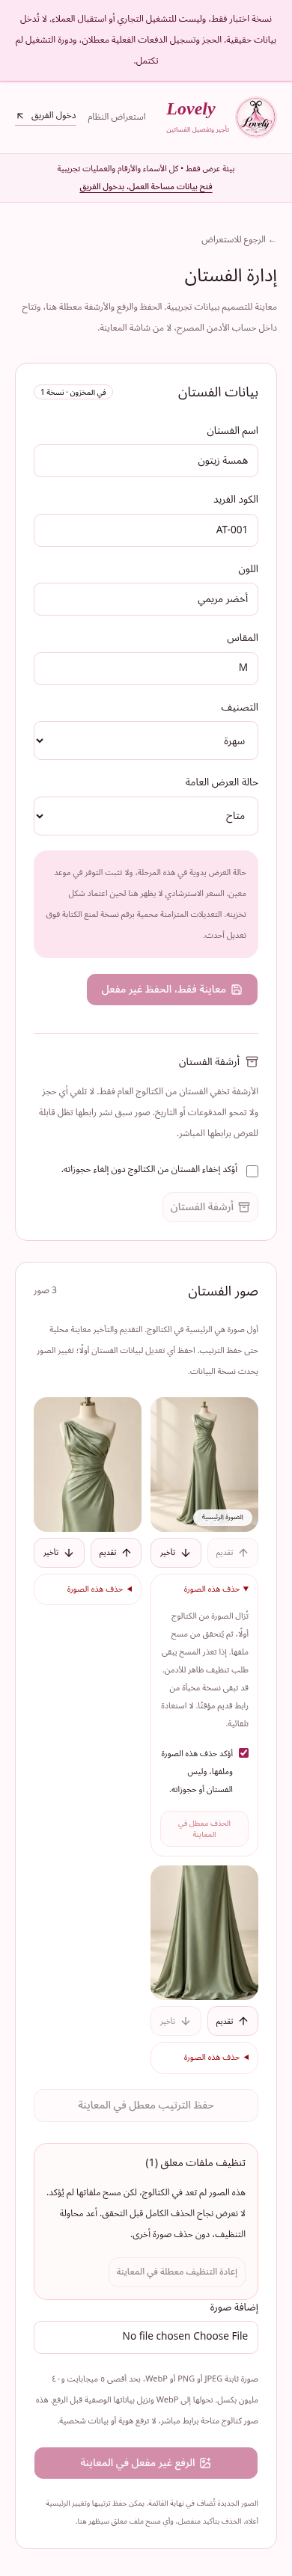 نسخة اختبار فقط، وليست للتشغيل التجاري أو استقبال العملاء. لا تُدخل
بيانات حقيقية. الحجز وتسجيل الدفعات الفعلية معطلان، ودورة التشغيل لم
تكتمل.
Lovely
Lovely
تأجير وتفصيل الفساتين
استعراض النظام
دخول الفريق
بيئة عرض فقط • كل الأسماء والأرقام والعمليات تجريبية
فتح بيانات مساحة العمل، بدخول الفريق
← الرجوع للاستعراض
إدارة الفستان
معاينة للتصميم ببيانات تجريبية. الحفظ والرفع والأرشفة معطلة هنا، وتتاح
داخل حساب الأدمن المصرح، لا من شاشة المعاينة.
بيانات الفستان
في المخزون · نسخة 1
اسم الفستان
همسة زيتون
الكود الفريد
AT-001
اللون
أخضر مريمي
المقاس
M
التصنيف
سهرة
حالة العرض العامة
متاح
حالة العرض يدوية في هذه المرحلة، ولا تثبت التوفر في موعد
معين. السعر الاسترشادي لا يظهر هنا لحين اعتماد شكل
تخزينه. التعديلات المتزامنة محمية برقم نسخة لمنع الكتابة فوق
تعديل أحدث.
معاينة فقط، الحفظ غير مفعل
أرشفة الفستان
الأرشفة تخفي الفستان من الكتالوج العام فقط. لا تلغي أي حجز
ولا تمحو المدفوعات أو التاريخ. صور سبق نشر رابطها تظل قابلة
للعرض برابطها المباشر.
أؤكد إخفاء الفستان من الكتالوج دون إلغاء حجوزاته.
أرشفة الفستان
صور الفستان
3 صور
أول صورة هي الرئيسية في الكتالوج. التقديم والتأخير معاينة محلية
حتى حفظ الترتيب. احفظ أي تعديل لبيانات الفستان أولًا؛ تغيير الصور
يحدث نسخة البيانات.
الصورة الرئيسية
تقديم
تأخير
تقديم
تأخير
حذف هذه الصورة
حذف هذه الصورة
تُزال الصورة من الكتالوج
أولًا، ثم يُتحقق من مسح
ملفها. إذا تعذر المسح يبقى
طلب تنظيف ظاهر للأدمن.
قد تبقى نسخة مخبأة من
رابط قديم مؤقتًا. لا استعادة
تلقائية.
أؤكد حذف هذه الصورة
وملفها، وليس
الفستان أو حجوزاته.
الحذف معطل في
المعاينة
تقديم
تأخير
حذف هذه الصورة
حفظ الترتيب معطل في المعاينة
تنظيف ملفات معلق (1)
هذه الصور لم تعد في الكتالوج، لكن مسح ملفاتها لم يُؤكد.
لا نعرض نجاح الحذف الكامل قبل التحقق. أعد محاولة
التنظيف، دون حذف صورة أخرى.
إعادة التنظيف معطلة في المعاينة
إضافة صورة
Choose File No file chosen
صورة ثابتة JPEG أو PNG أو WebP، بحد أقصى ٥ ميجابايت و٤٠
مليون بكسل. نحولها إلى WebP ونزيل بياناتها الوصفية قبل الرفع. هذه
صور كتالوج متاحة برابط مباشر، لا ترفع هوية أو بيانات شخصية.
الرفع غير مفعل في المعاينة
الصور الجديدة تُضاف في نهاية القائمة. يمكن حفظ ترتيبها وتغيير الرئيسية
أعلاه. الحذف بتأكيد منفصل، وأي مسح ملف معلق سيظهر هنا.